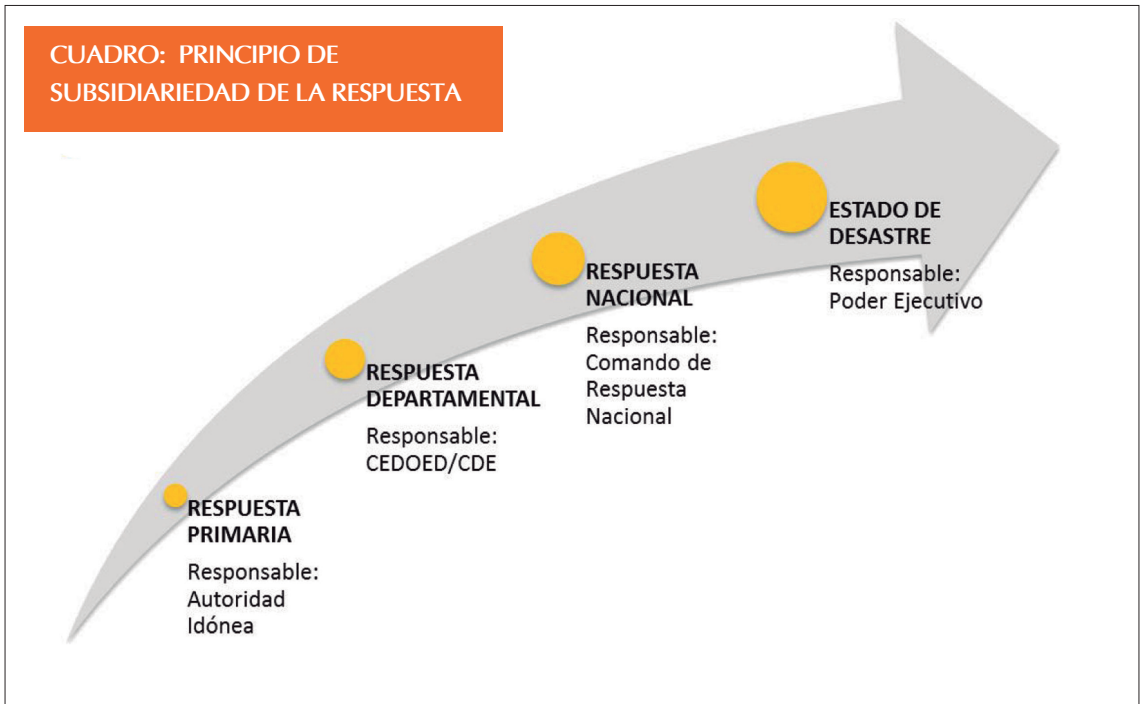 CUADRO: PRINCIPIO DE
SUBSIDIARIEDAD DE LA RESPUESTA
RESPUESTA
PRIMARIA
Responsable:
Autoridad
Idónea
RESPUESTA
DEPARTAMENTAL
Responsable:
CEDOED/CDE
RESPUESTA
NACIONAL
Responsable:
Comando de
Respuesta
Nacional
ESTADO DE
DESASTRE
Responsable:
Poder Ejecutivo